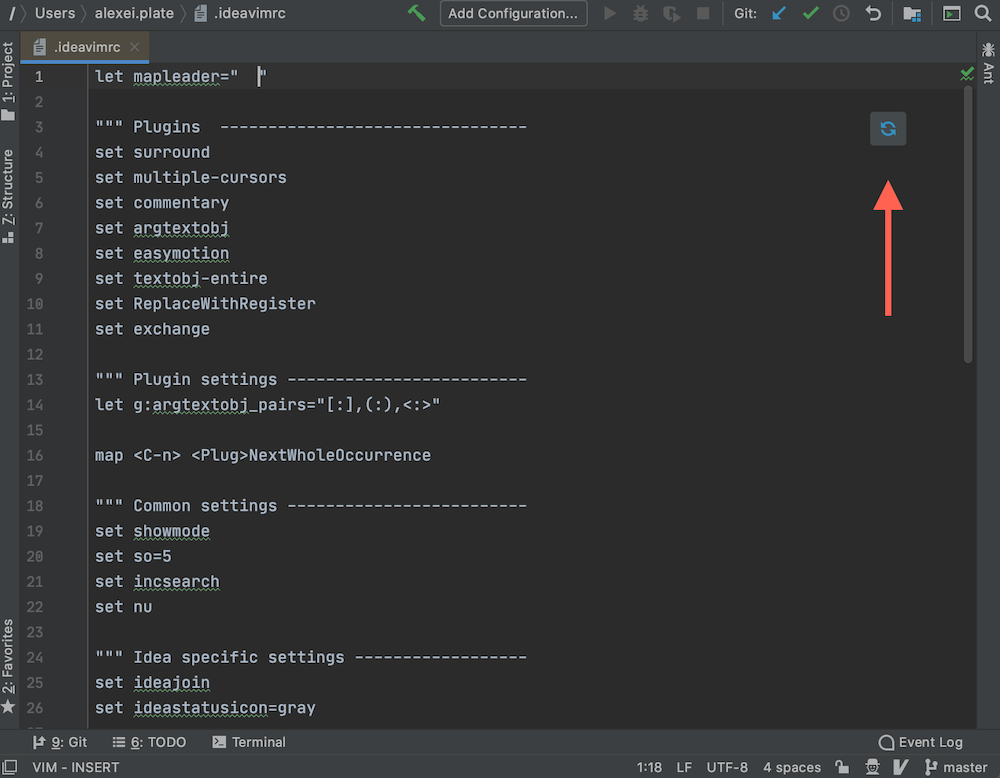 / Users alexei.plate .ideavimrc Add Configuration... Git:
.ideavimrc
1: Project
7: Structure
2: Favorites
Ant
1 let mapleader="  "
2
3 """ Plugins  --------------------------------
4 set surround
5 set multiple-cursors
6 set commentary
7 set argtextobj
8 set easymotion
9 set textobj-entire
10 set ReplaceWithRegister
11 set exchange
12
13 """ Plugin settings -------------------------
14 let g:argtextobj_pairs="[:],(:),<:>"
15
16 map <C-n> <Plug>NextWholeOccurrence
17
18 """ Common settings -------------------------
19 set showmode
20 set so=5
21 set incsearch
22 set nu
23
24 """ Idea specific settings ------------------
25 set ideajoin
26 set ideastatusicon=gray
9: Git 6: TODO Terminal Event Log
VIM - INSERT 1:18 LF UTF-8 4 spaces master